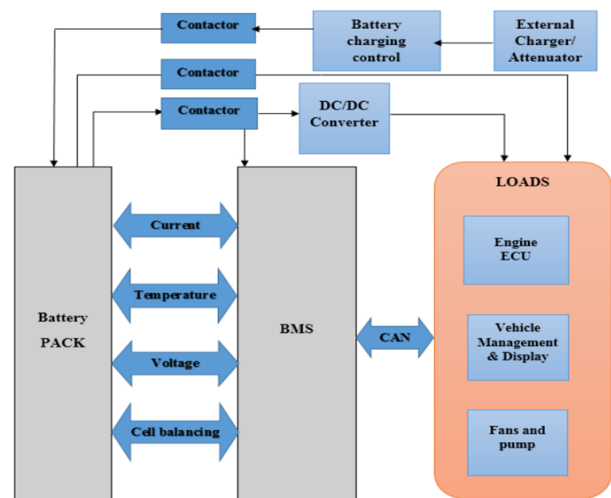 Contactor
Battery
charging
control
External
Charger/
Attenuator
Contactor
Contactor
DC/DC
Converter
LOADS
Current
Engine
ECU
Temperature
Battery
PACK
BMS
CAN
Vehicle
Management
& Display
Voltage
Cell balancing
Fans and
pump